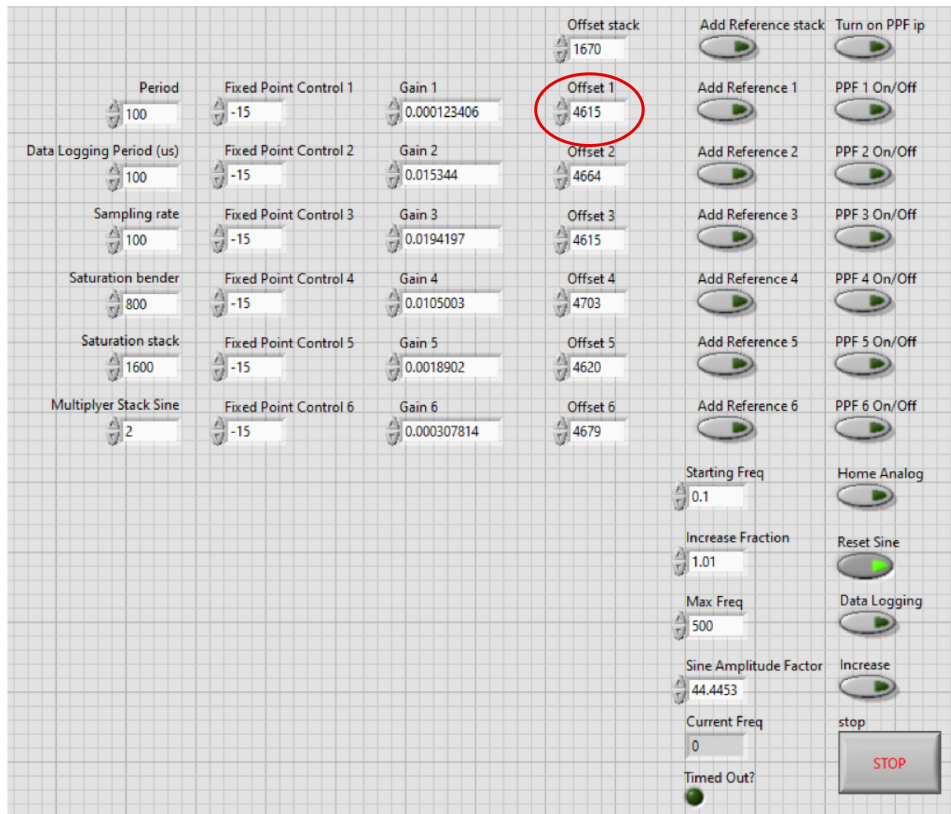 Offset stack Add Reference stack Turn on PPF ip
1670
Period Fixed Point Control 1 Gain 1 Offset 1 Add Reference 1 PPF 1 On/Off
100 -15 0.000123406 4615
Data Logging Period (us) Fixed Point Control 2 Gain 2 Offset 2 Add Reference 2 PPF 2 On/Off
100 -15 0.015344 4664
Sampling rate Fixed Point Control 3 Gain 3 Offset 3 Add Reference 3 PPF 3 On/Off
100 -15 0.0194197 4615
Saturation bender Fixed Point Control 4 Gain 4 Offset 4 Add Reference 4 PPF 4 On/Off
800 -15 0.0105003 4703
Saturation stack Fixed Point Control 5 Gain 5 Offset 5 Add Reference 5 PPF 5 On/Off
1600 -15 0.0018902 4620
Multiplyer Stack Sine Fixed Point Control 6 Gain 6 Offset 6 Add Reference 6 PPF 6 On/Off
2 -15 0.000307814 4679
Starting Freq Home Analog
0.1
Increase Fraction Reset Sine
1.01
Max Freq Data Logging
500
Sine Amplitude Factor Increase
44.4453
Current Freq stop
0 STOP
Timed Out?